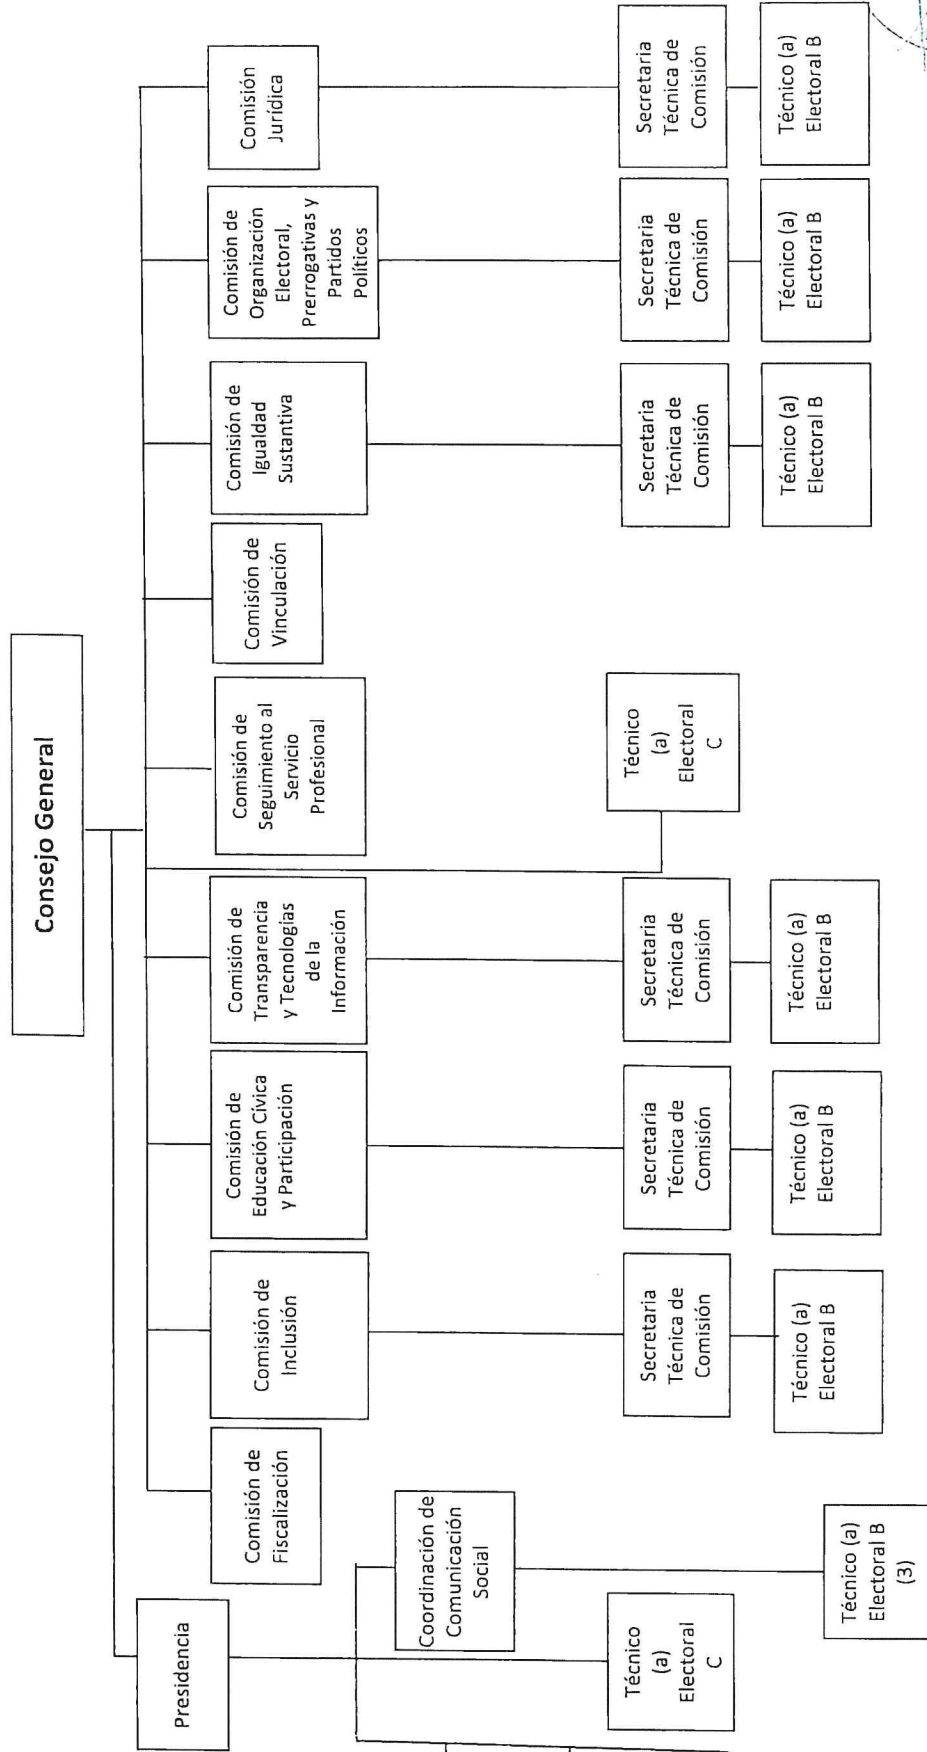 Consejo General
Presidencia
Comisión de
Fiscalización
Comisión de
Inclusión
Comisión de
Educación Cívica
y Participación
Comisión de
Transparencia
y Tecnologías
de la
Información
Comisión de
Seguimiento al
Servicio
Profesional
Comisión de
Vinculación
Comisión de
Igualdad
Sustantiva
Comisión de
Organización
Electoral,
Prerrogativas y
Partidos
Políticos
Comisión
Jurídica
Coordinación de
Comunicación
Social
Técnico
(a)
Electoral
C
Secretaria
Técnica de
Comisión
Secretaria
Técnica de
Comisión
Secretaria
Técnica de
Comisión
Técnico
(a)
Electoral
C
Secretaria
Técnica de
Comisión
Secretaria
Técnica de
Comisión
Secretaria
Técnica de
Comisión
Técnico (a)
Electoral B
(3)
Técnico (a)
Electoral B
Técnico (a)
Electoral B
Técnico (a)
Electoral B
Técnico (a)
Electoral B
Técnico (a)
Electoral B
Técnico (a)
Electoral B